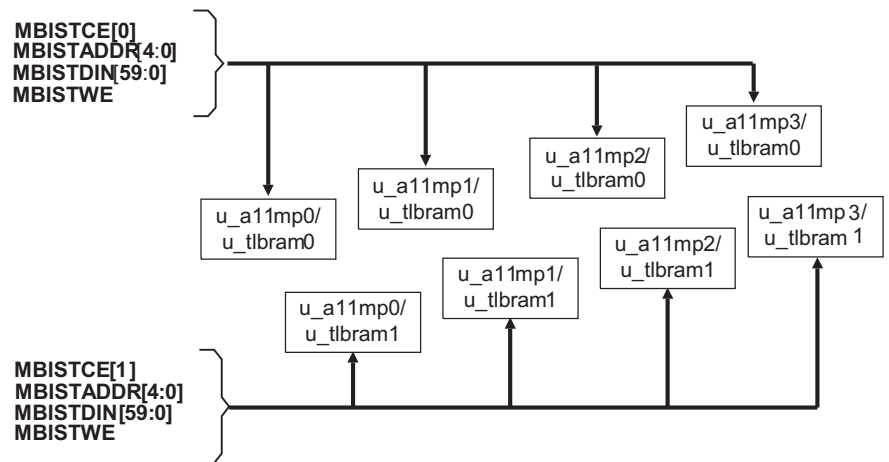 MBISTCE[0]
MBISTADDR[4:0]
MBISTDIN[59:0]
MBISTWE
u_a11mp3/
u_tlbram0
u_a11mp2/
u_tlbram0
u_a11mp1/
u_tlbram0
u_a11mp0/
u_tlbram0
u_a11mp 3/
u_tlbram 1
u_a11mp2/
u_tlbram1
u_a11mp1/
u_tlbram1
u_a11mp0/
u_tlbram1
MBISTCE[1]
MBISTADDR[4:0]
MBISTDIN[59:0]
MBISTWE